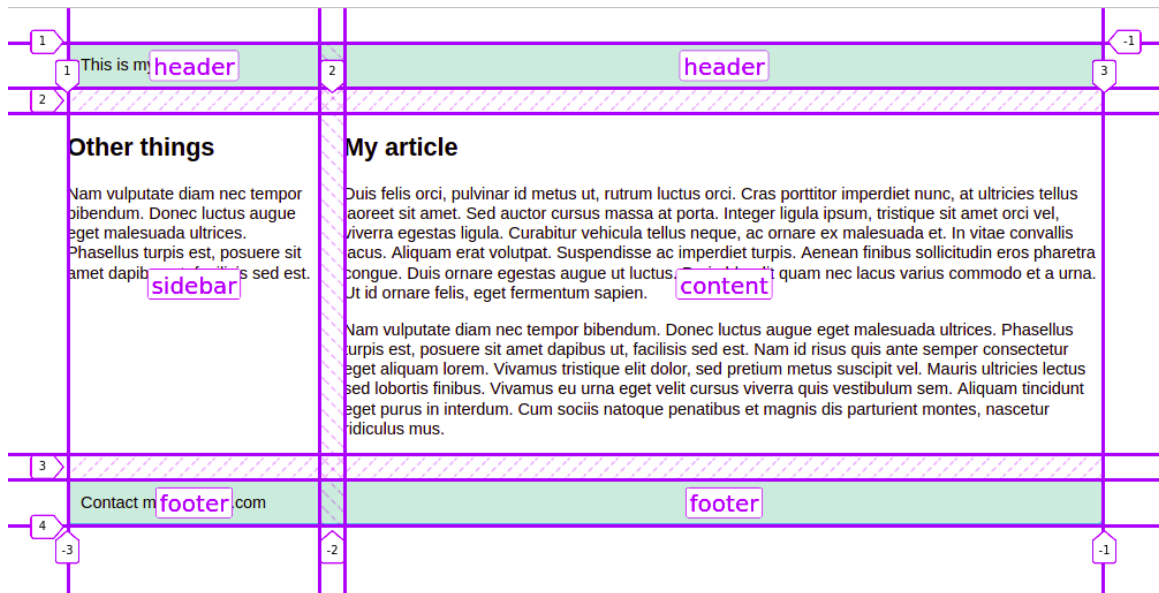 1
-1
This is my
header
header
1
2
3
2
Other things
My article
Nam vulputate diam nec tempor
bibendum. Donec luctus augue
eget malesuada ultrices.
Phasellus turpis est, posuere sit
amet sed est.
sidebar
Duis felis orci, pulvinar id metus ut, rutrum luctus orci. Cras porttitor imperdiet nunc, at ultricies tellus
laoreet sit amet. Sed auctor cursus massa at porta. Integer ligula ipsum, tristique sit amet orci vel,
viverra egestas ligula. Curabitur vehicula tellus neque, ac ornare ex malesuada et. In vitae convallis
lacus. Aliquam erat volutpat. Suspendisse ac imperdiet turpis. Aenean finibus sollicitudin eros pharetra
congue. Duis ornare egestas augue ut luctus. quam nec lacus varius commodo et a urna.
Ut id ornare felis, eget fermentum sapien.
content
Nam vulputate diam nec tempor bibendum. Donec luctus augue eget malesuada ultrices. Phasellus
turpis est, posuere sit amet dapibus ut, facilisis sed est. Nam id risus quis ante semper consectetur
eget aliquam lorem. Vivamus tristique elit dolor, sed pretium metus suscipit vel. Mauris ultricies lectus
sed lobortis finibus. Vivamus eu urna eget velit cursus viverra quis vestibulum sem. Aliquam tincidunt
eget purus in interdum. Cum sociis natoque penatibus et magnis dis parturient montes, nascetur
ridiculus mus.
3
Contact .com
footer
footer
4
-3
-2
-1